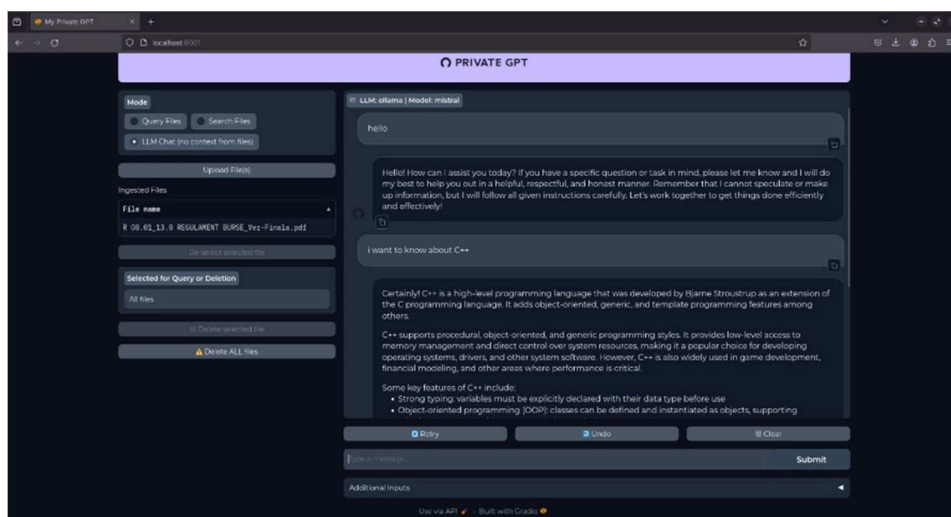 My Private GPT
localhost:8001
PRIVATE GPT
Mode
Query Files
Search Files
LLM Chat (no context from files)
Upload File(s)
Ingested Files
File name
R 08.01_13.0 REGULAMENT BURSE_Ver-Finala.pdf
De-select selected file
Selected for Query or Deletion
All files
Delete selected file
Delete ALL files
LLM: ollama | Model: mistral
hello
Hello! How can I assist you today? If you have a specific question or task in mind, please let me know and I will do
my best to help you out in a helpful, respectful, and honest manner. Remember that I cannot speculate or make
up information, but I will follow all given instructions carefully. Let's work together to get things done efficiently
and effectively!
i want to know about C++
Certainly! C++ is a high-level programming language that was developed by Bjarne Stroustrup as an extension of
the C programming language. It adds object-oriented, generic, and template programming features among
others.
C++ supports procedural, object-oriented, and generic programming styles. It provides low-level access to
memory management and direct control over system resources, making it a popular choice for developing
operating systems, drivers, and other system software. However, C++ is also widely used in game development,
financial modeling, and other areas where performance is critical.
Some key features of C++ include:
• Strong typing: variables must be explicitly declared with their data type before use
• Object-oriented programming (OOP): classes can be defined and instantiated as objects, supporting
Retry
Undo
Clear
Type a message...
Submit
Additional Inputs
Use via API · Built with Gradio